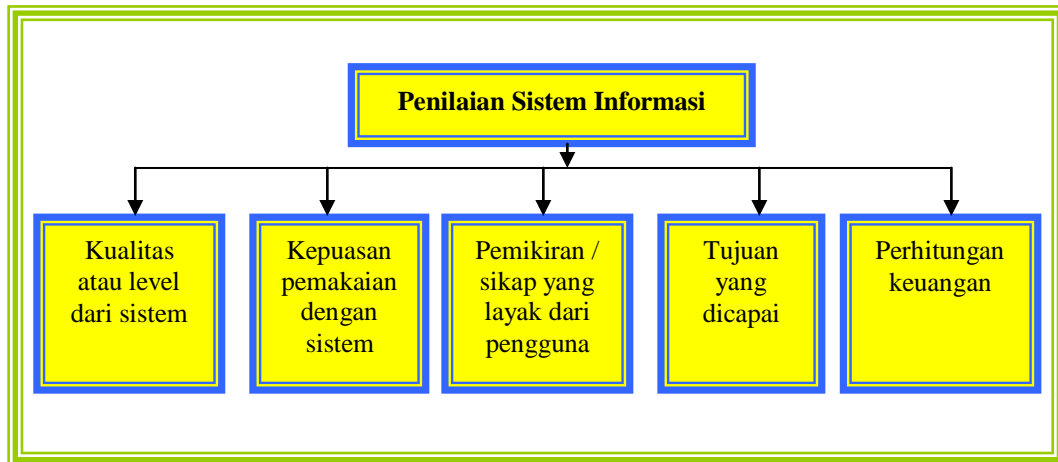 Penilaian Sistem Informasi
Kualitas
atau level
dari sistem
Kepuasan
pemakaian
dengan
sistem
Pemikiran /
sikap yang
layak dari
pengguna
Tujuan
yang
dicapai
Perhitungan
keuangan